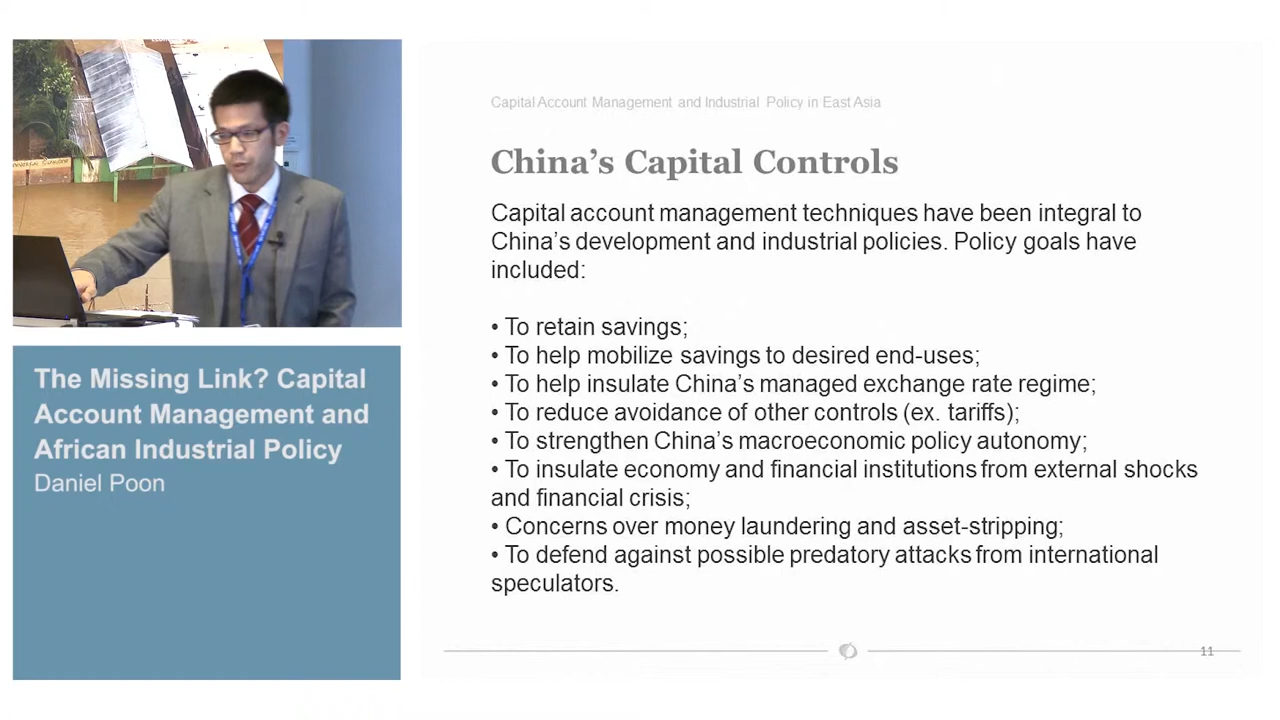 Capital Account Management and Industrial Policy in East Asia
China's Capital Controls
Capital account management techniques have been integral to
China's development and industrial policies. Policy goals have
included:
• To retain savings;
• To help mobilize savings to desired end-uses;
• To help insulate China's managed exchange rate regime;
• To reduce avoidance of other controls (ex. tariffs);
• To strengthen China's macroeconomic policy autonomy;
• To insulate economy and financial institutions from external shocks
and financial crisis;
• Concerns over money laundering and asset-stripping;
• To defend against possible predatory attacks from international
speculators.
11
The Missing Link? Capital
Account Management and
African Industrial Policy
Daniel Poon